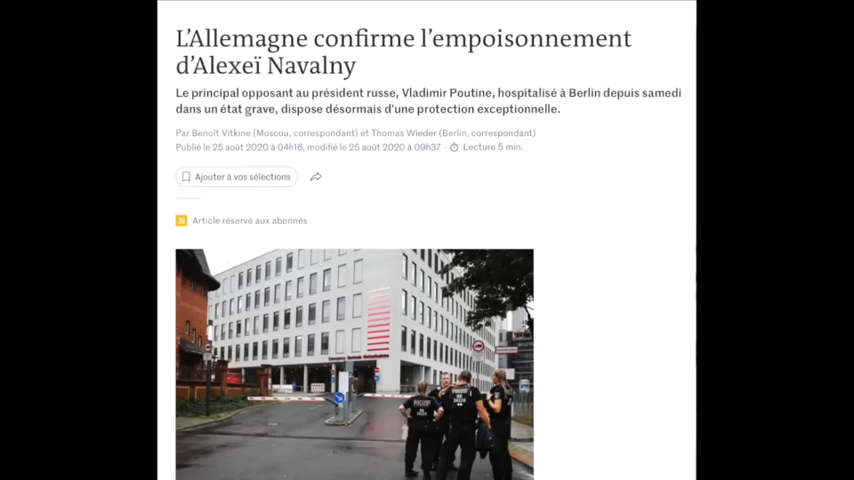 L’Allemagne confirme l’empoisonnement
d’Alexeï Navalny
Le principal opposant au président russe, Vladimir Poutine, hospitalisé à Berlin depuis samedi
dans un état grave, dispose désormais d’une protection exceptionnelle.
Par Benoît Vitkine (Moscou, correspondant) et Thomas Wieder (Berlin, correspondant)
Publié le 25 août 2020 à 04h16, modifié le 25 août 2020 à 09h37 · Lecture 5 min.
Ajouter à vos sélections
Article réservé aux abonnés
POLIZEI